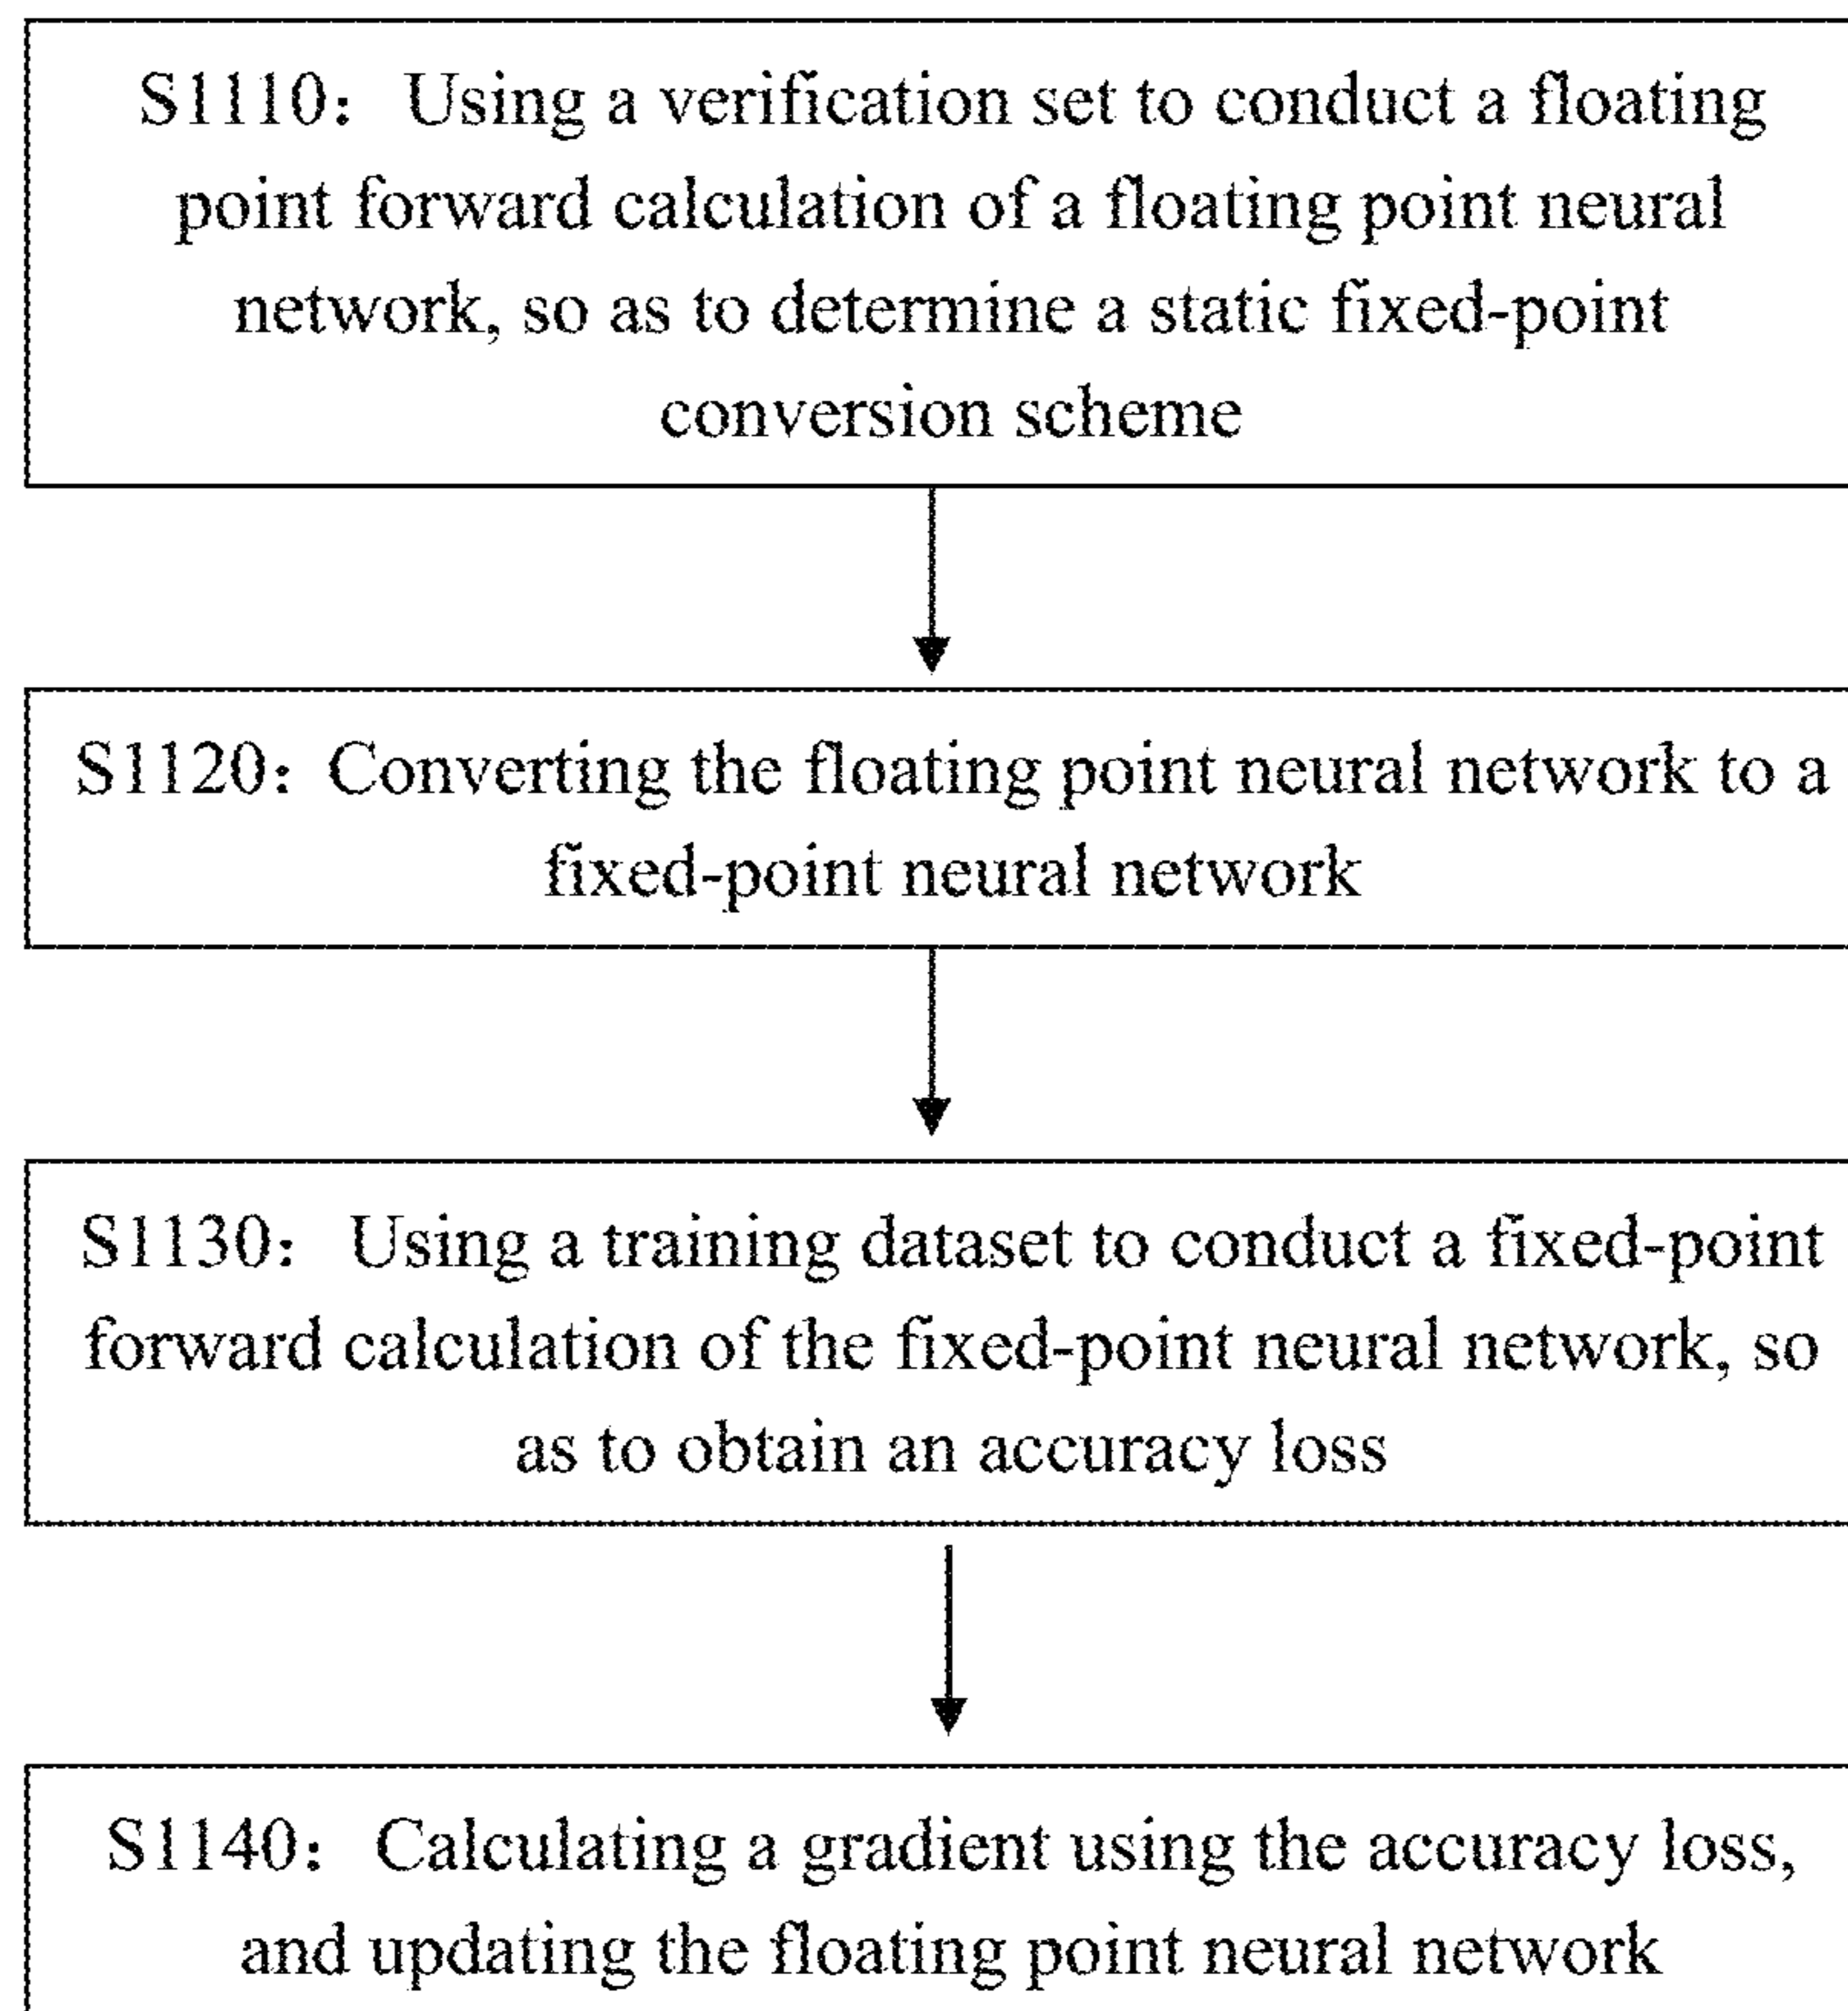 S1110： Using a verification set to conduct a floating
point forward calculation of a floating point neural
network, so as to determine a static fixed-point
conversion scheme
S1120：Converting the floating point neural network to a
fixed-point neural network
S1130： Using a training dataset to conduct a fixed-point
forward calculation of the fixed-point neural network, so
as to obtain an accuracy loss
S1140： Calculating a gradient using the accuracy loss,
and updating the floating point neural network